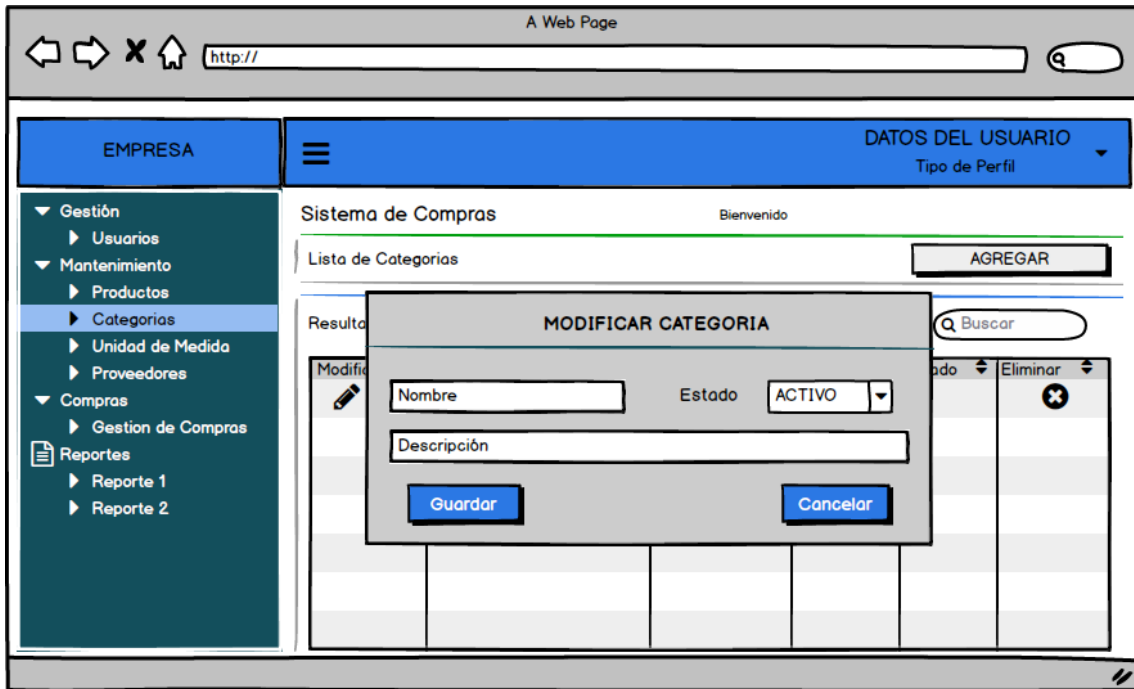 A Web Page
http://
EMPRESA
DATOS DEL USUARIO
Tipo de Perfil
Gestión
Usuarios
Mantenimiento
Productos
Categorias
Unidad de Medida
Proveedores
Compras
Gestion de Compras
Reportes
Reporte 1
Reporte 2
Sistema de Compras Bienvenido
Lista de Categorias AGREGAR
Resulta Buscar
Modific ado Eliminar
MODIFICAR CATEGORIA
Nombre Estado ACTIVO
Descripción
Guardar Cancelar